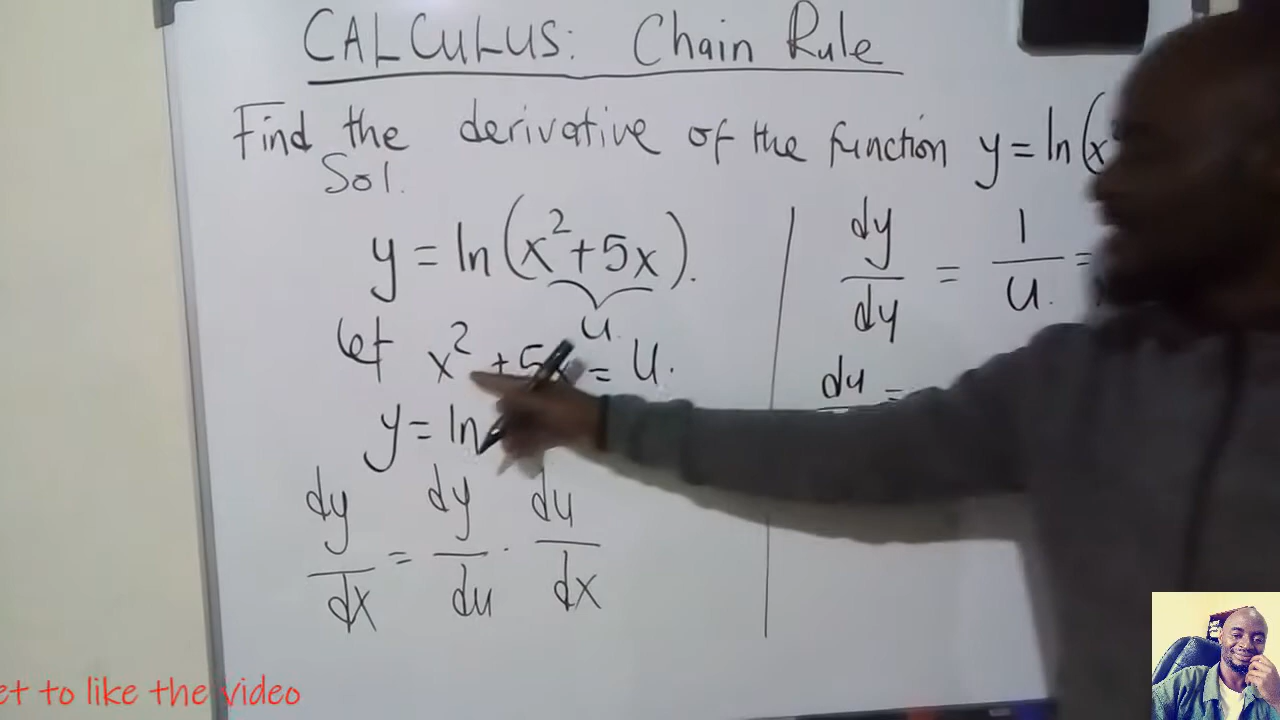 CALCULUS: Chain Rule
Find the derivative of the function y = ln(x
Sol.
y = ln(x²+5x).
u.
let x² + 5x = u.
y = ln
dy/dx = dy/du · du/dx
dy/dy = 1/u. =
du =
et to like the video